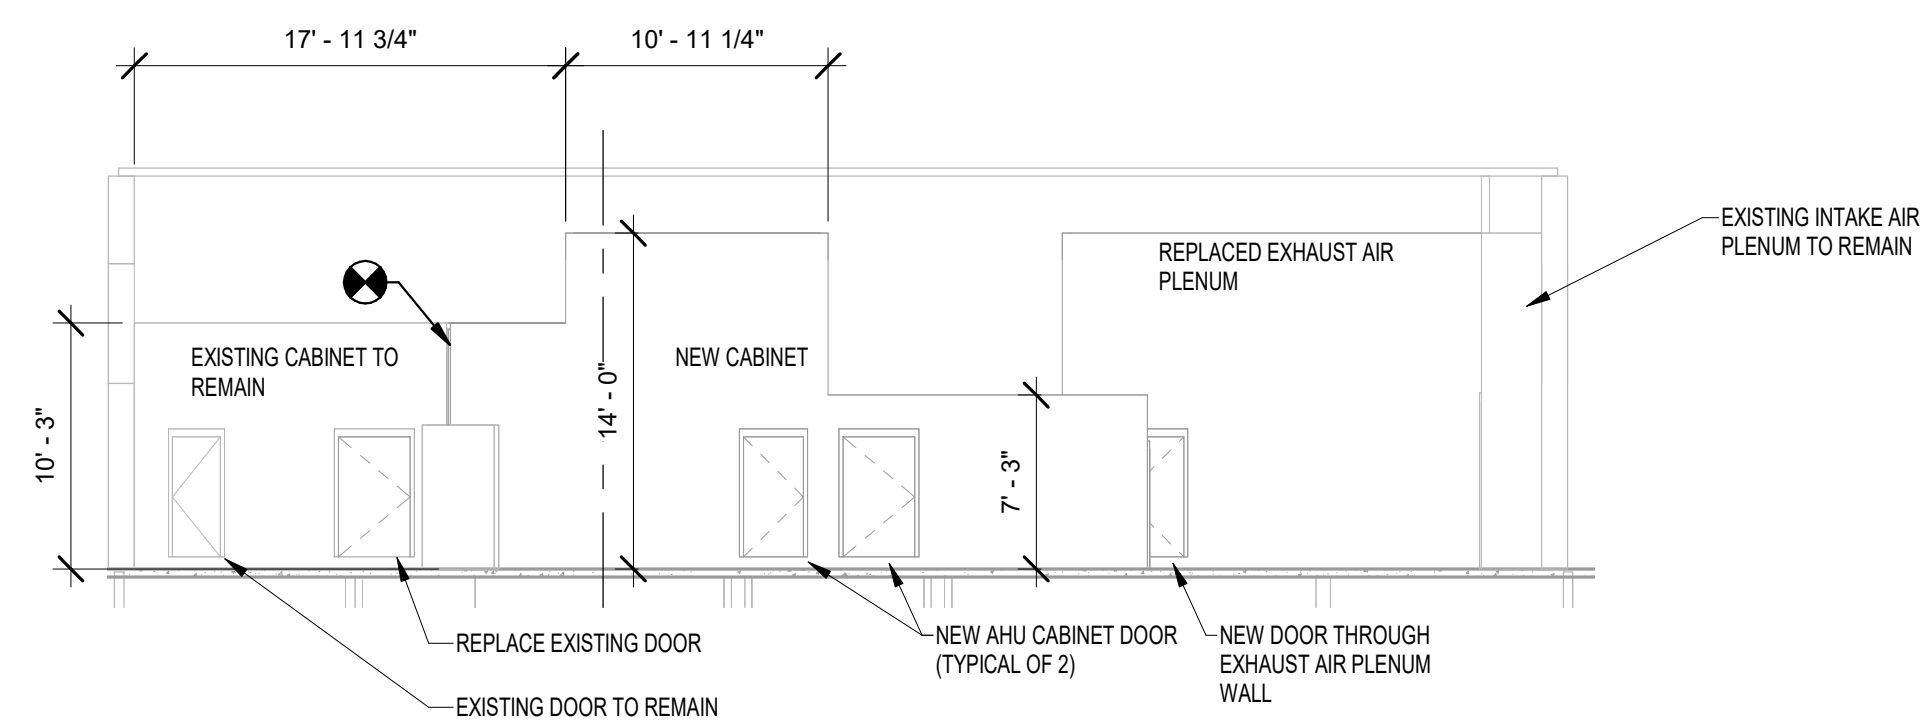 17' - 11 3/4"
10' - 11 1/4"
EXISTING INTAKE AIR
PLENUM TO REMAIN
REPLACED EXHAUST AIR
PLENUM
EXISTING CABINET TO
REMAIN
NEW CABINET
10' - 3"
14' - 0"
7' - 3"
REPLACE EXISTING DOOR
EXISTING DOOR TO REMAIN
NEW AHU CABINET DOOR
(TYPICAL OF 2)
NEW DOOR THROUGH
EXHAUST AIR PLENUM
WALL